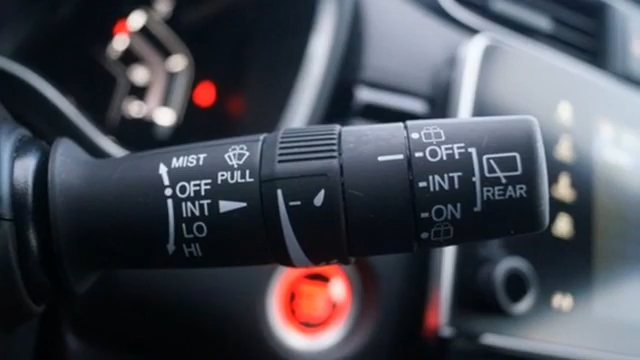 MIST
PULL
OFF
INT
LO
HI
OFF
INT
ON
REAR